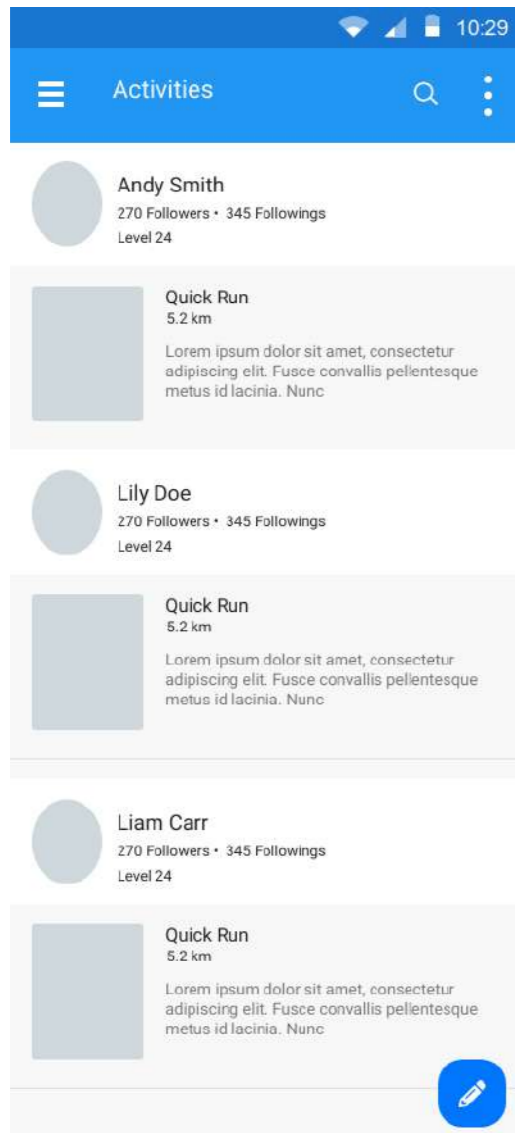 10:29
Activities
Andy Smith
270 Followers • 345 Followings
Level 24
Quick Run
5.2 km
Lorem ipsum dolor sit amet, consectetur
adipiscing elit. Fusce convallis pellentesque
metus id lacinia. Nunc
Lily Doe
270 Followers • 345 Followings
Level 24
Quick Run
5.2 km
Lorem ipsum dolor sit amet, consectetur
adipiscing elit. Fusce convallis pellentesque
metus id lacinia. Nunc
Liam Carr
270 Followers • 345 Followings
Level 24
Quick Run
5.2 km
Lorem ipsum dolor sit amet, consectetur
adipiscing elit. Fusce convallis pellentesque
metus id lacinia. Nunc